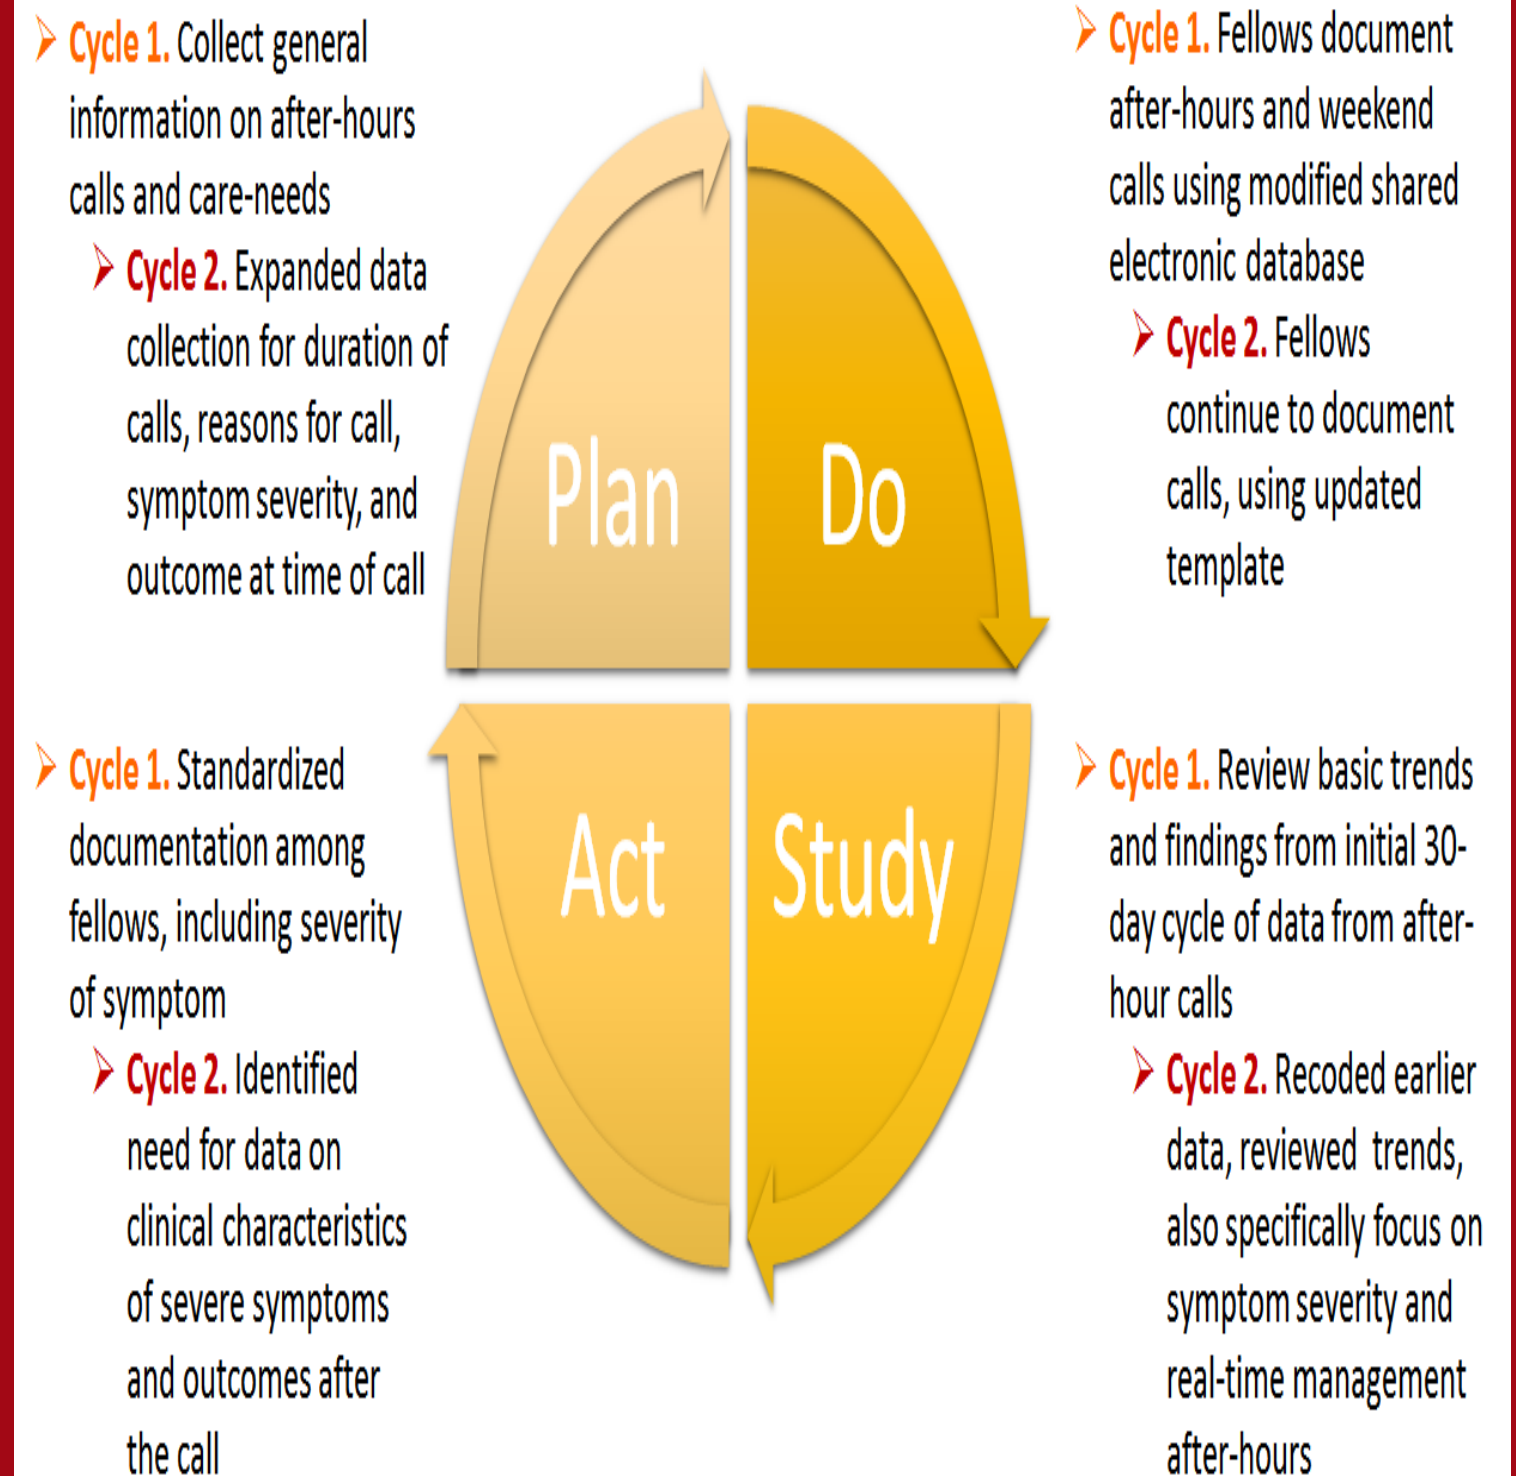 ➢ Cycle 1. Collect general
information on after-hours
calls and care-needs
➢ Cycle 2. Expanded data
collection for duration of
calls, reasons for call,
symptom severity, and
outcome at time of call
➢ Cycle 1. Fellows document
after-hours and weekend
calls using modified shared
electronic database
➢ Cycle 2. Fellows
continue to document
calls, using updated
template
Plan
Do
Act
Study
➢ Cycle 1. Standardized
documentation among
fellows, including severity
of symptom
➢ Cycle 2. Identified
need for data on
clinical characteristics
of severe symptoms
and outcomes after
the call
➢ Cycle 1. Review basic trends
and findings from initial 30-
day cycle of data from after-
hour calls
➢ Cycle 2. Recoded earlier
data, reviewed trends,
also specifically focus on
symptom severity and
real-time management
after-hours